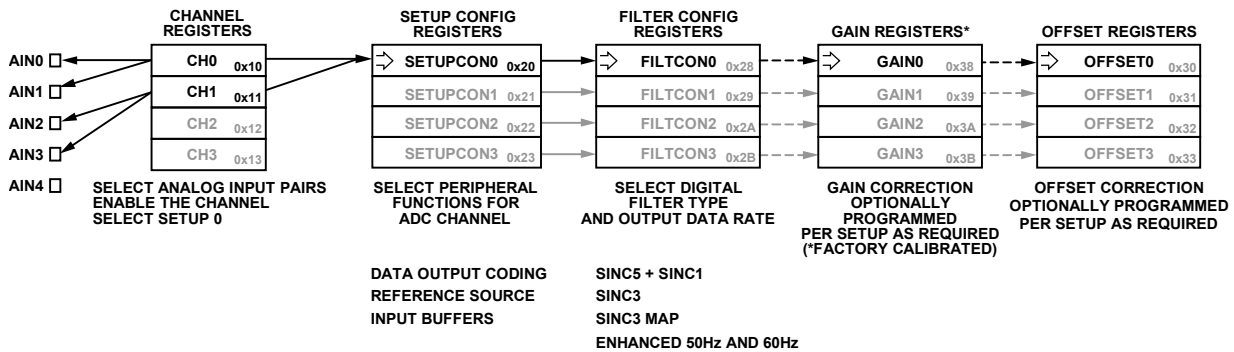 CHANNEL
REGISTERS
SETUP CONFIG
REGISTERS
FILTER CONFIG
REGISTERS
GAIN REGISTERS*
OFFSET REGISTERS
AIN0
AIN1
AIN2
AIN3
AIN4
CH0 0x10
CH1 0x11
CH2 0x12
CH3 0x13
SETUPCON0 0x20
SETUPCON1 0x21
SETUPCON2 0x22
SETUPCON3 0x23
FILTCON0 0x28
FILTCON1 0x29
FILTCON2 0x2A
FILTCON3 0x2B
GAIN0 0x38
GAIN1 0x39
GAIN2 0x3A
GAIN3 0x3B
OFFSET0 0x30
OFFSET1 0x31
OFFSET2 0x32
OFFSET3 0x33
SELECT ANALOG INPUT PAIRS
ENABLE THE CHANNEL
SELECT SETUP 0
SELECT PERIPHERAL
FUNCTIONS FOR
ADC CHANNEL
SELECT DIGITAL
FILTER TYPE
AND OUTPUT DATA RATE
GAIN CORRECTION
OPTIONALLY
PROGRAMMED
PER SETUP AS REQUIRED
(*FACTORY CALIBRATED)
OFFSET CORRECTION
OPTIONALLY PROGRAMMED
PER SETUP AS REQUIRED
DATA OUTPUT CODING
REFERENCE SOURCE
INPUT BUFFERS
SINC5 + SINC1
SINC3
SINC3 MAP
ENHANCED 50Hz AND 60Hz